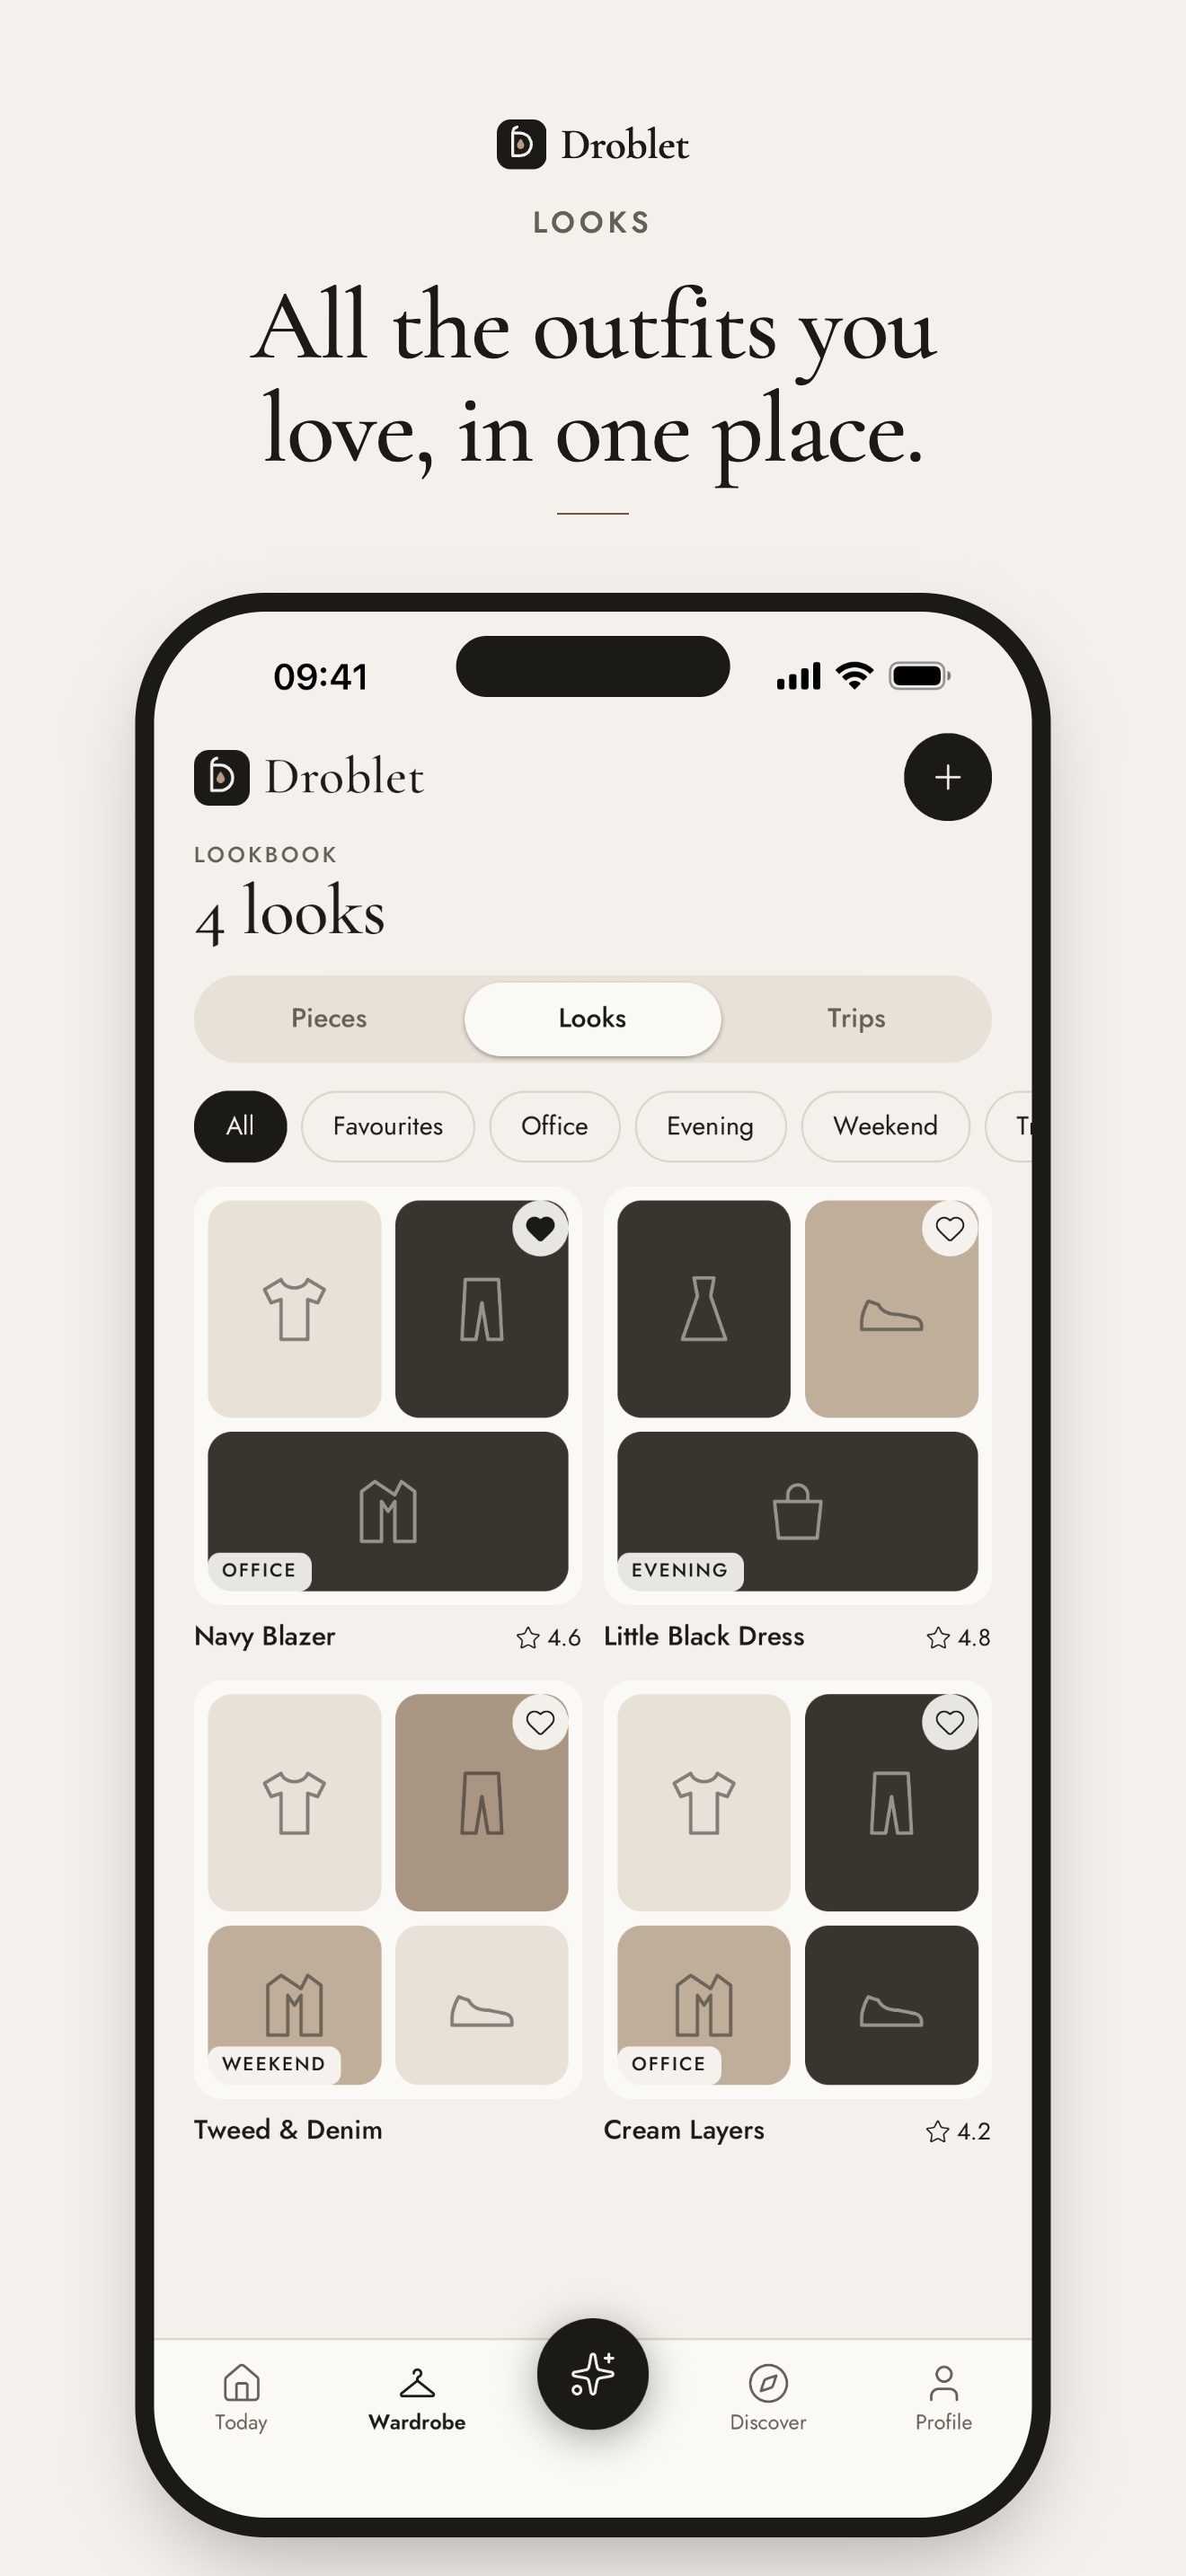 Droblet
LOOKS
All the outfits you
love, in one place.
09:41
Droblet
LOOKBOOK
4 looks
Pieces Looks Trips
All Favourites Office Evening Weekend
OFFICE EVENING
Navy Blazer 4.6 Little Black Dress 4.8
WEEKEND OFFICE
Tweed & Denim Cream Layers 4.2
Today Wardrobe Discover Profile